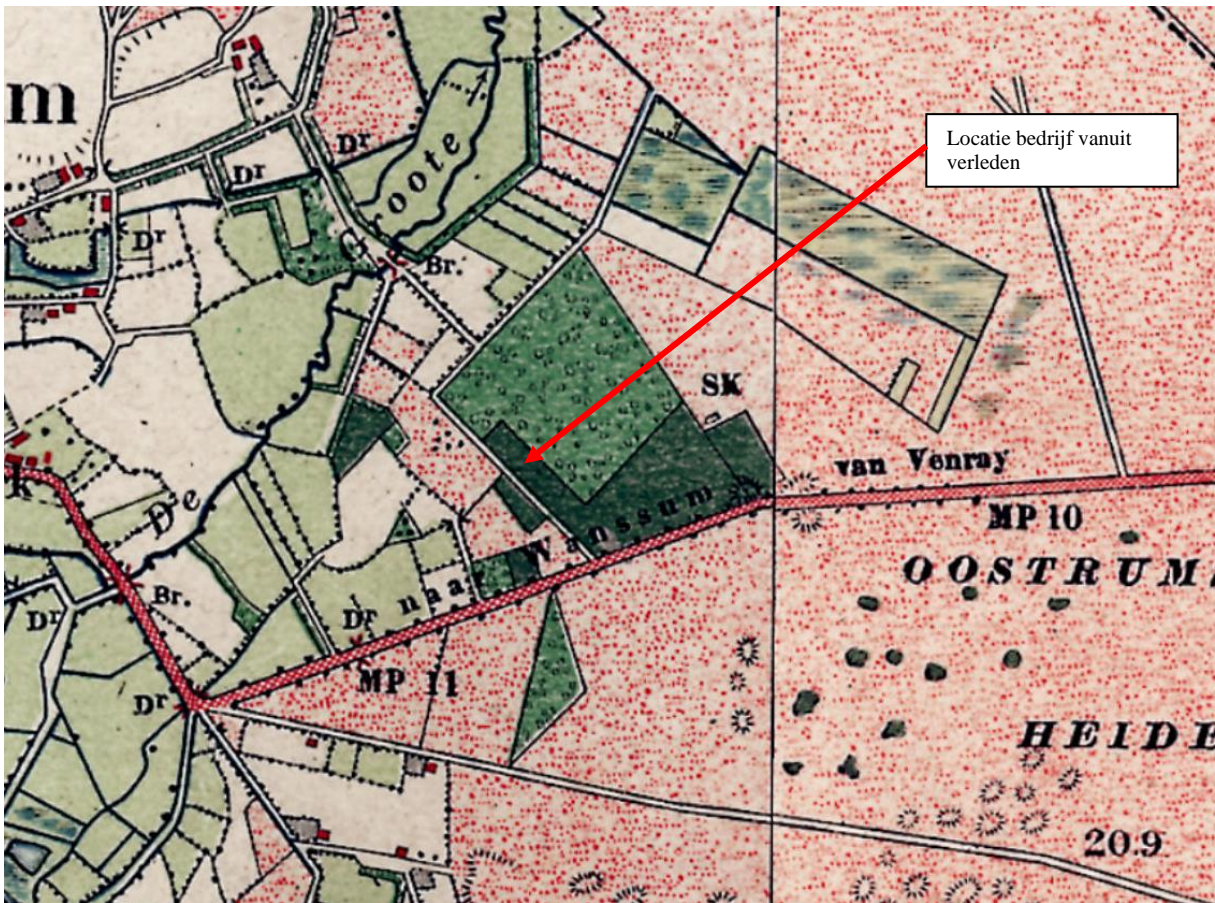 m
Dr
Dr
Groote
Locatie bedrijf vanuit
verleden
Dr
Br.
SK
k
van Venray
De
naar Wanssum
MP 10
OOSTRUMS
Br.
Dr
Dr
MP 11
Dr
HEIDE
20.9